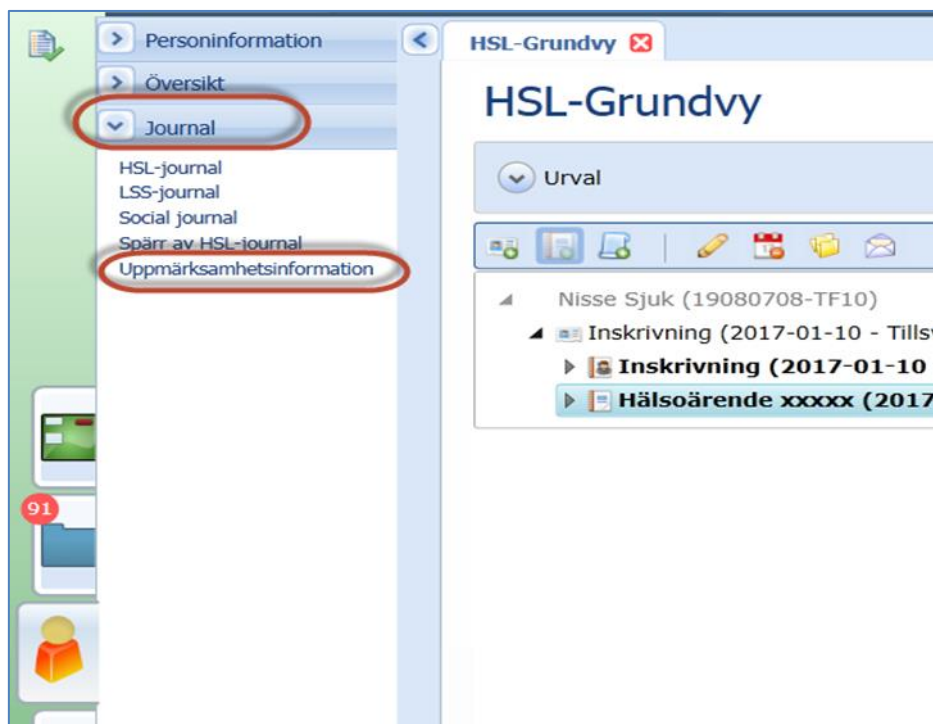 Personinformation
Översikt
Journal
HSL-journal
LSS-journal
Social journal
Spärr av HSL-journal
Uppmärksamhetsinformation
91
HSL-Grundvy
HSL-Grundvy
Urval
Nisse Sjuk (19080708-TF10)
Inskrivning (2017-01-10 - Tills
Inskrivning (2017-01-10
Hälsoärende xxxxx (2017